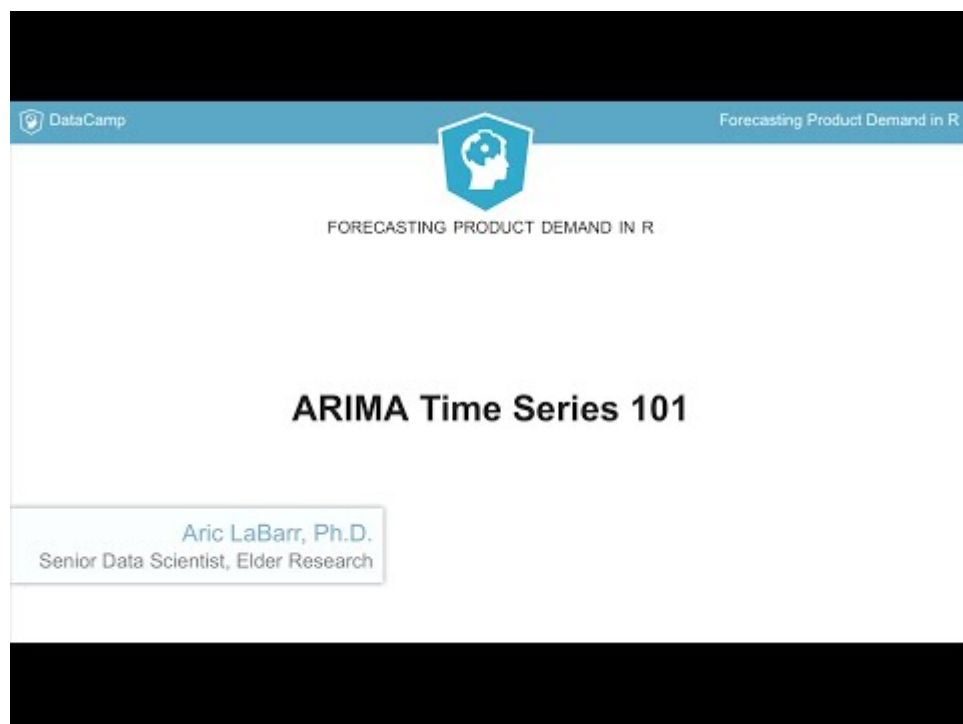 DataCamp
Forecasting Product Demand in R
FORECASTING PRODUCT DEMAND IN R
ARIMA Time Series 101
Aric LaBarr, Ph.D.
Senior Data Scientist, Elder Research